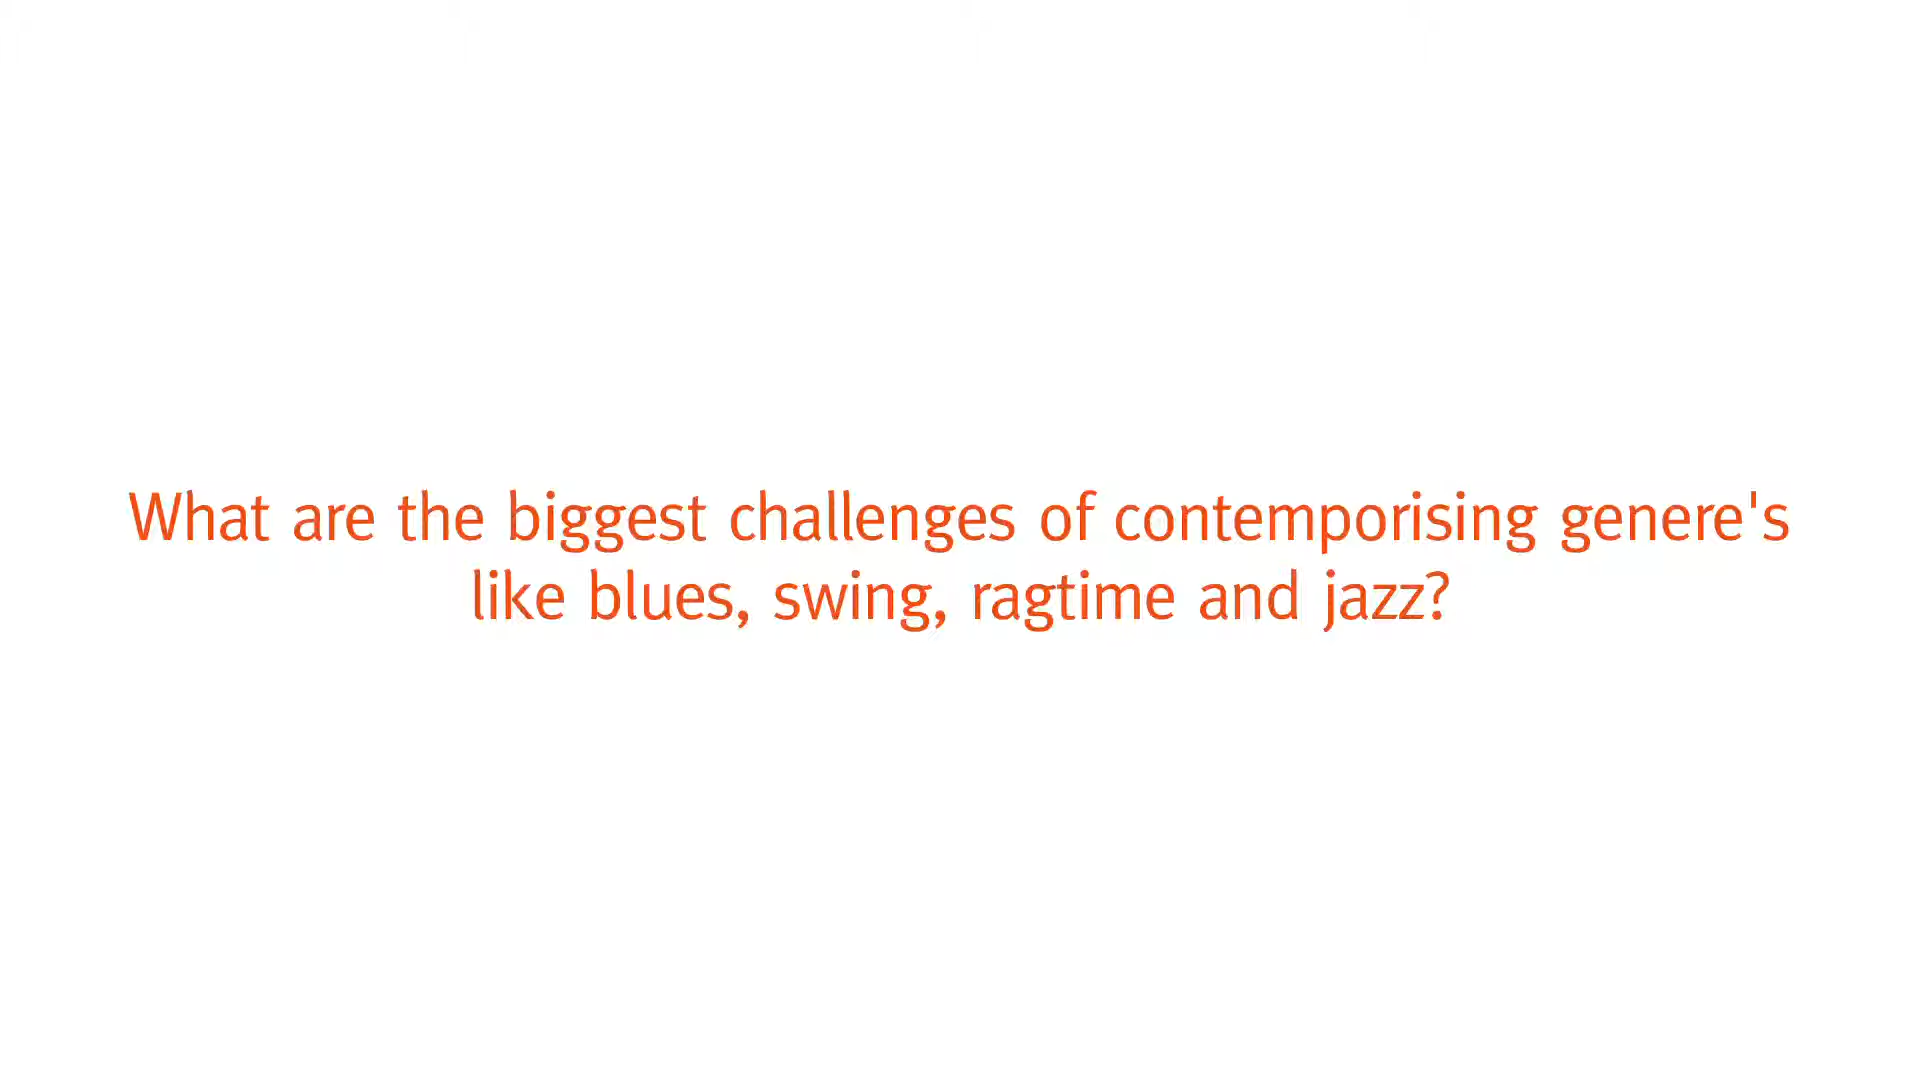 What are the biggest challenges of contemporising genere's
like blues, swing, ragtime and jazz?